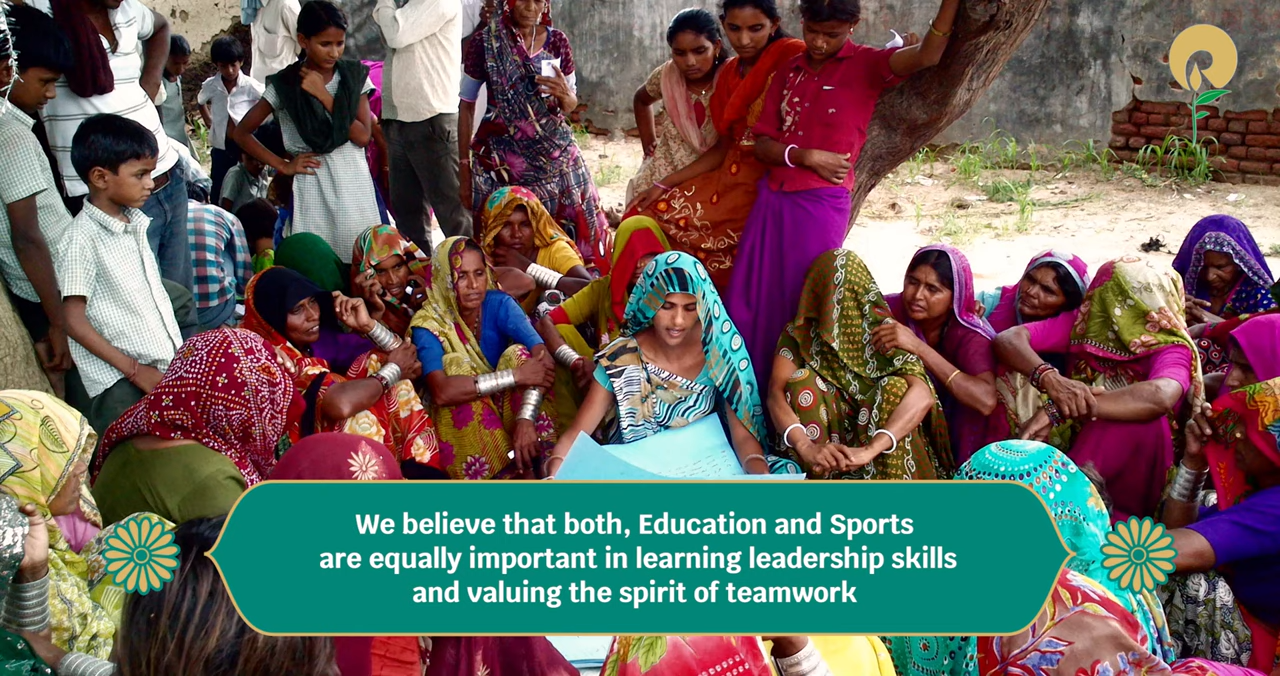 We believe that both, Education and Sports
are equally important in learning leadership skills
and valuing the spirit of teamwork